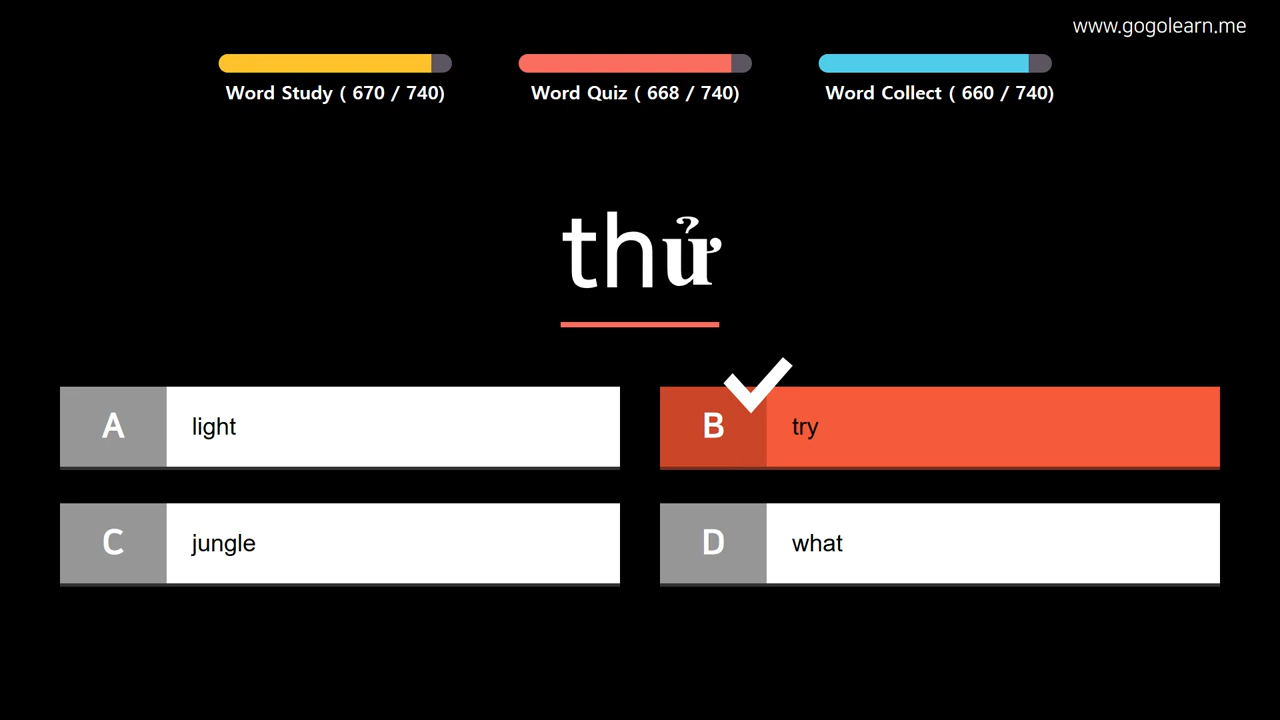 www.gogolearn.me
Word Study ( 670 / 740)
Word Quiz ( 668 / 740)
Word Collect ( 660 / 740)
thử
A light
B try
C jungle
D what